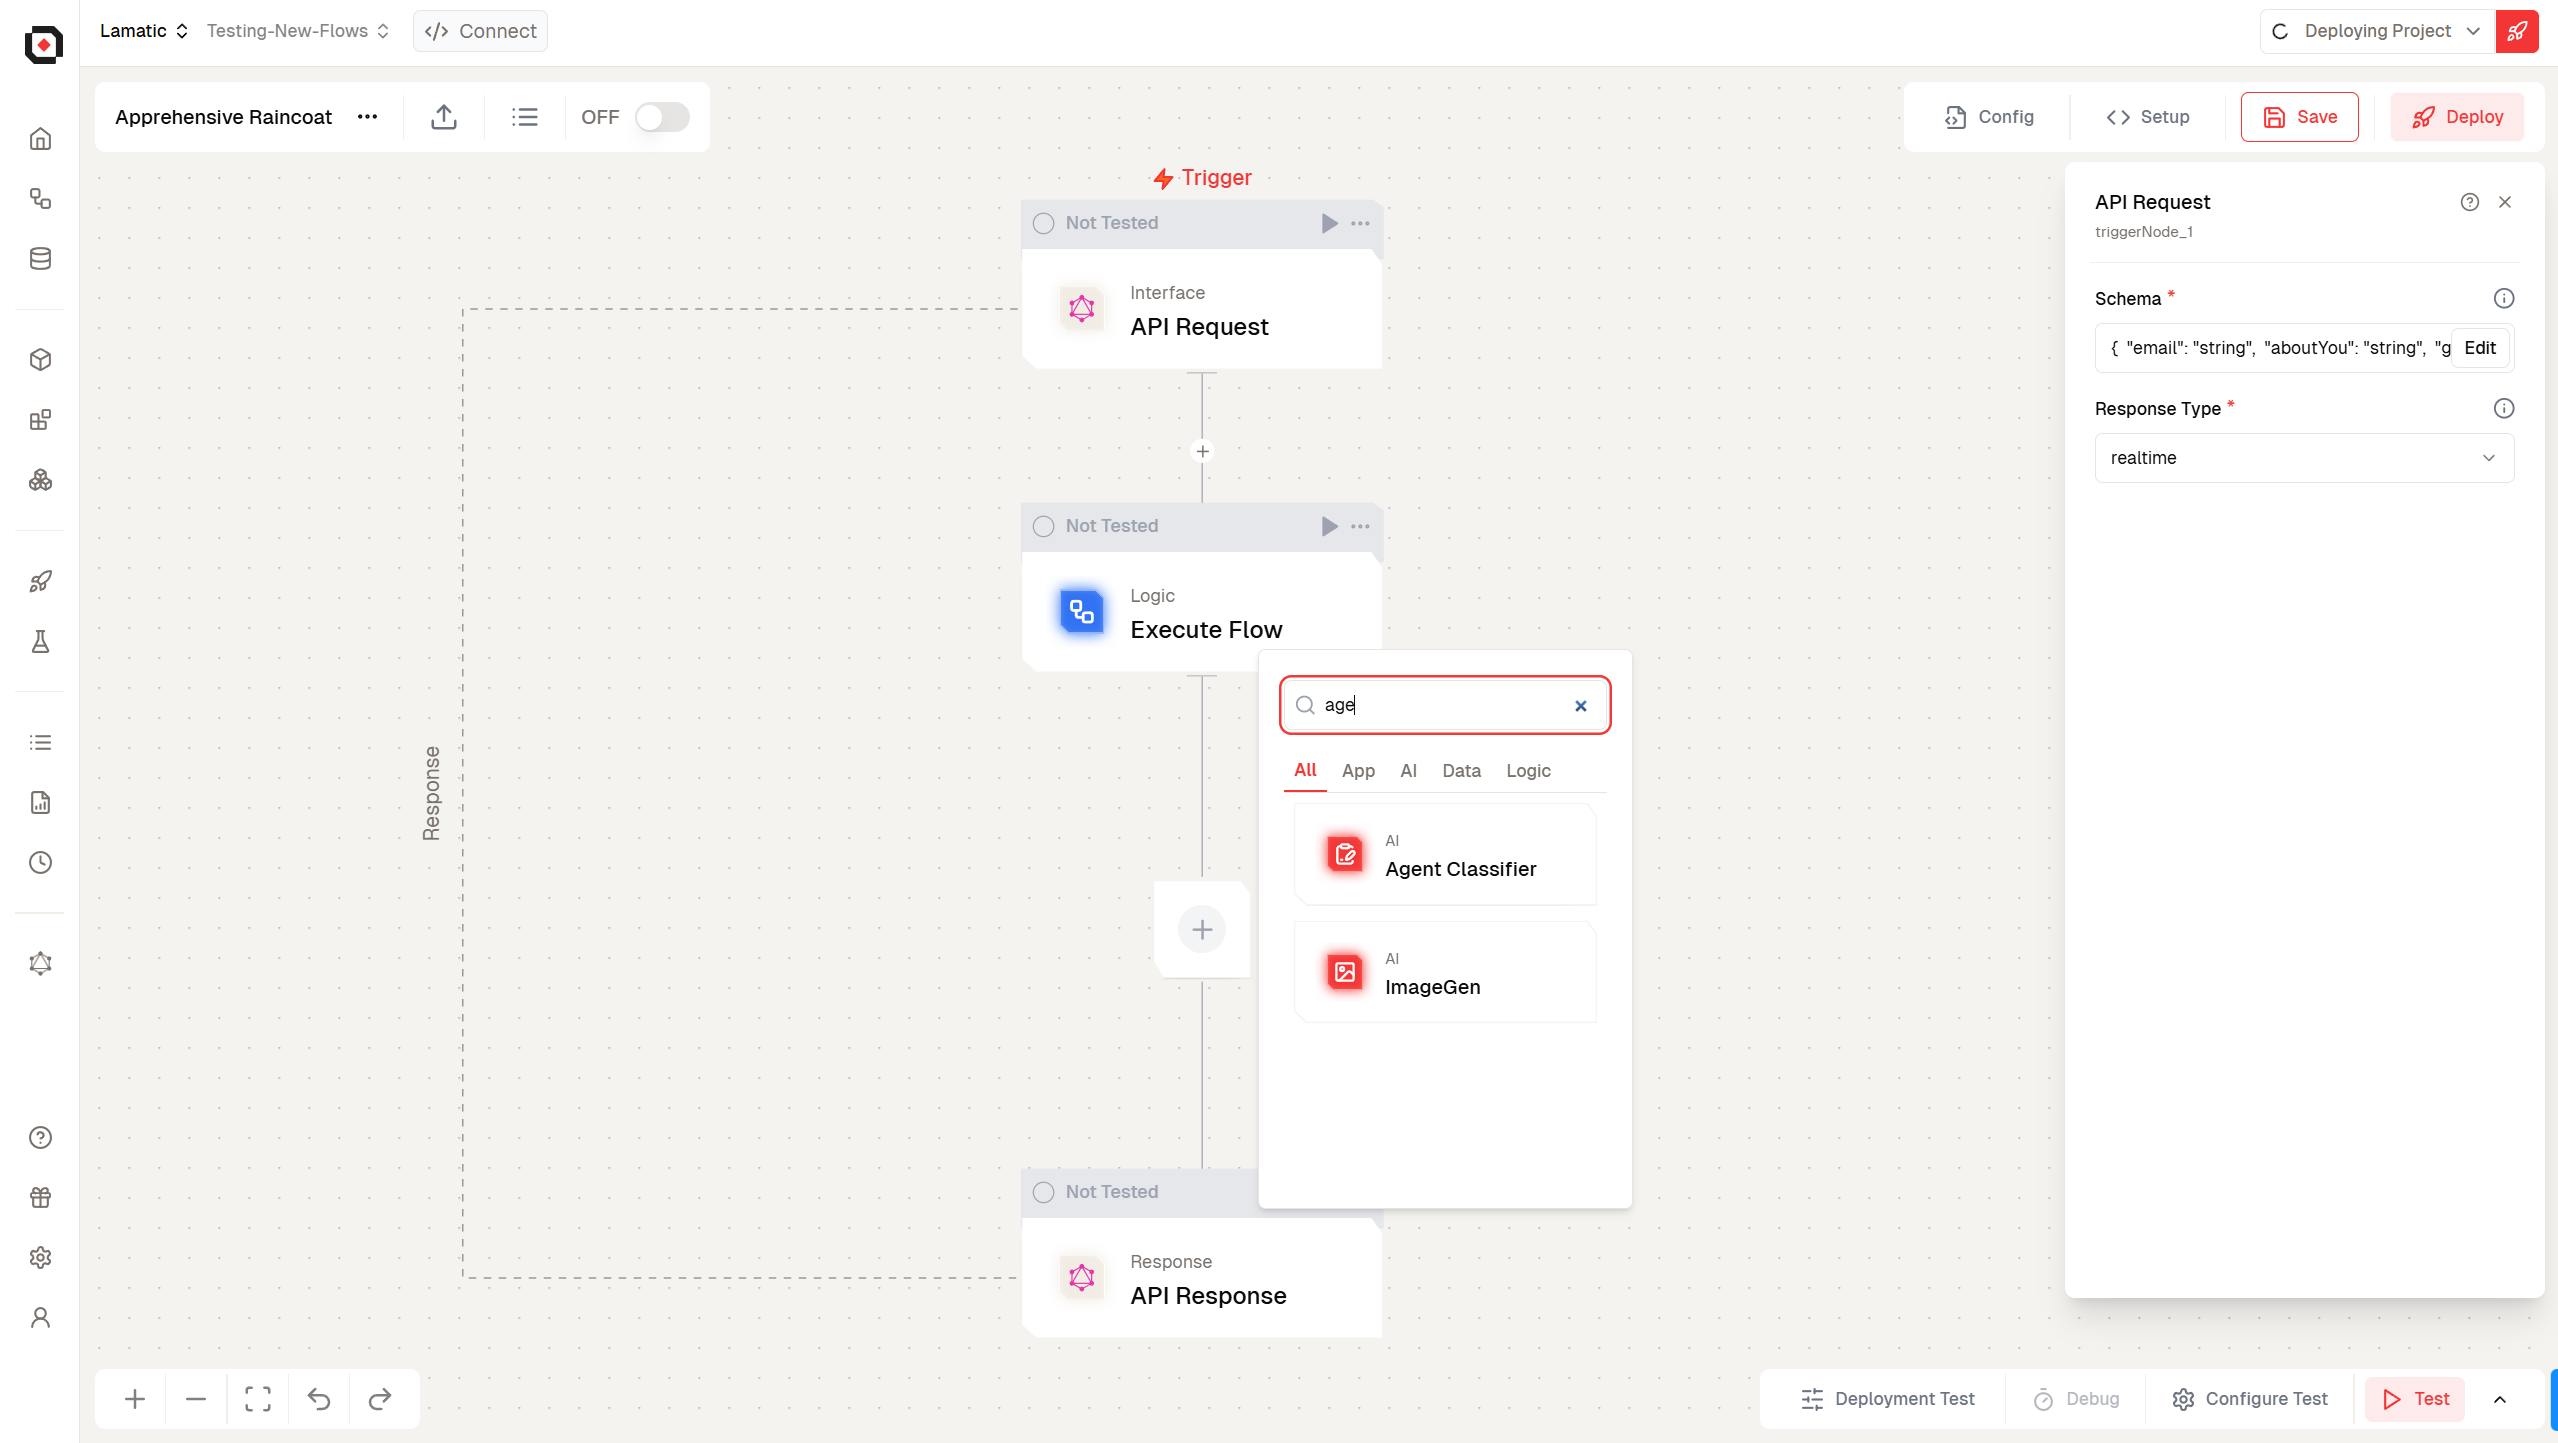 Lamatic
Testing-New-Flows
Connect
Deploying Project
Apprehensive Raincoat
OFF
Config
Setup
Save
Deploy
Trigger
Not Tested
Interface
API Request
Not Tested
Logic
Execute Flow
Response
age
All App AI Data Logic
AI
Agent Classifier
AI
ImageGen
Not Tested
Response
API Response
API Request
triggerNode_1
Schema *
{ "email": "string", "aboutYou": "string", "g
Edit
Response Type *
realtime
Deployment Test
Debug
Configure Test
Test